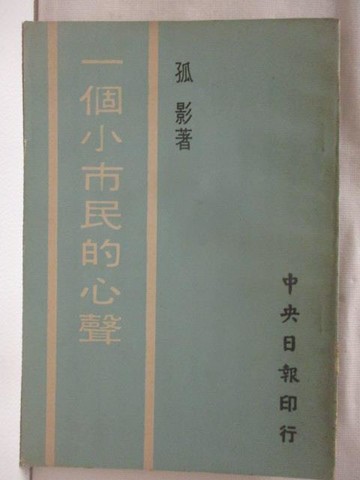 孤影著
一個小市民的心聲
中央日報印行